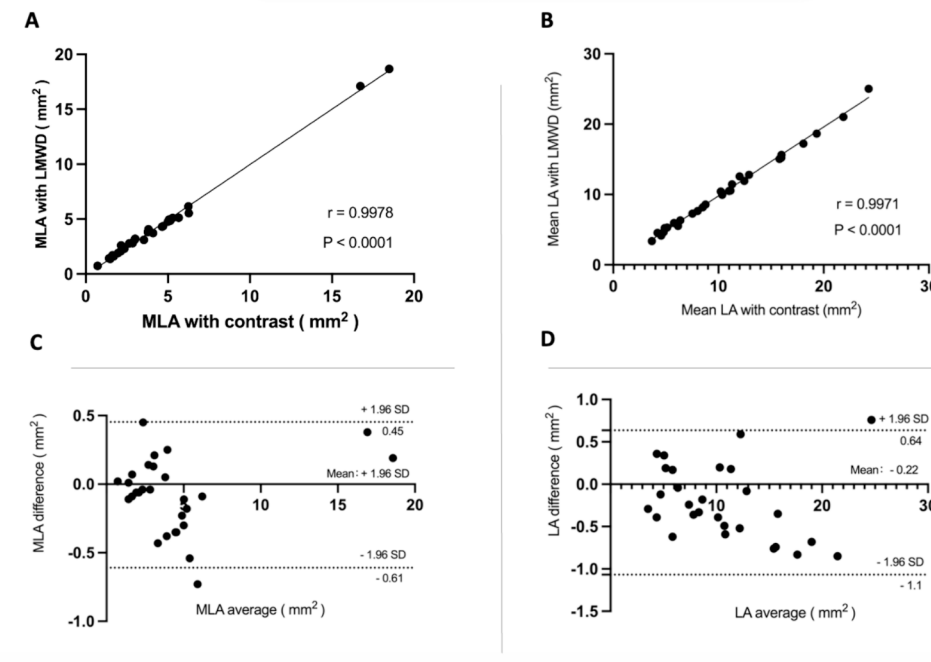 A
MLA with LMWD ( mm² )
20
15
10
5
0
r = 0.9978
P < 0.0001
0 5 10 15 20
MLA with contrast ( mm² )
B
Mean LA with LMWD (mm²)
30
20
10
0
r = 0.9971
P < 0.0001
0 10 20
Mean LA with contrast (mm²)
C
MLA difference ( mm² )
0.5
0.0
-0.5
-1.0
+ 1.96 SD
0.45
Mean: + 1.96 SD
10 15 20
- 1.96 SD
- 0.61
MLA average ( mm² )
D
LA difference ( mm² )
1.0
0.5
0.0
-0.5
-1.0
-1.5
+ 1.96 SD
0.64
Mean: - 0.22
10 20
- 1.96 SD
- 1.1
LA average ( mm² )